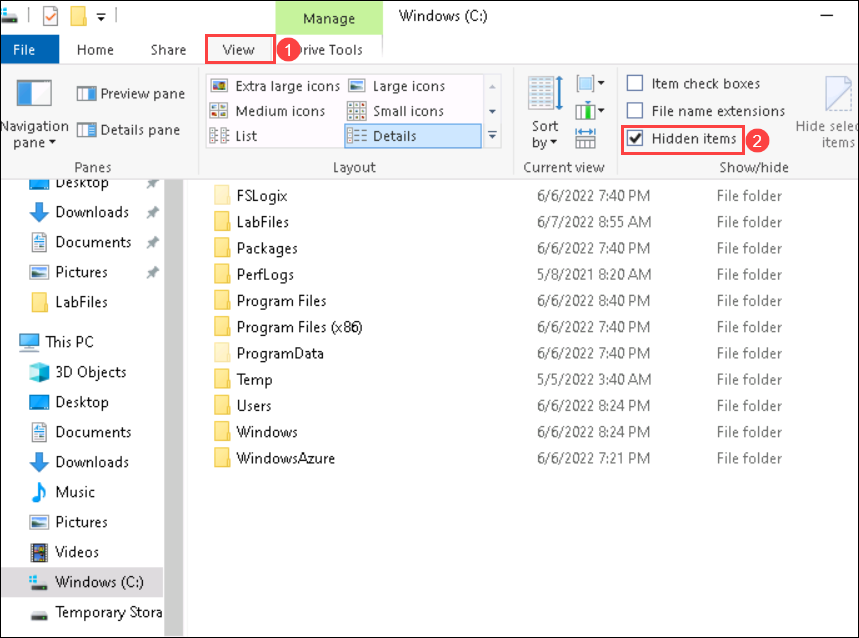 Manage
Windows (C:)
File
Home
Share
View
1
Drive Tools
Navigation
pane
Preview pane
Details pane
Panes
Extra large icons
Large icons
Medium icons
Small icons
List
Details
Layout
Sort
by
Current view
Item check boxes
File name extensions
Hidden items
2
Hide selec
items
Show/hide
Desktop
Downloads
Documents
Pictures
LabFiles
This PC
3D Objects
Desktop
Documents
Downloads
Music
Pictures
Videos
Windows (C:)
Temporary Stora
FSLogix 6/6/2022 7:40 PM File folder
LabFiles 6/7/2022 8:55 AM File folder
Packages 6/6/2022 7:40 PM File folder
PerfLogs 5/8/2021 8:20 AM File folder
Program Files 6/6/2022 8:40 PM File folder
Program Files (x86) 6/6/2022 7:40 PM File folder
ProgramData 6/6/2022 7:40 PM File folder
Temp 5/5/2022 3:40 AM File folder
Users 6/6/2022 8:24 PM File folder
Windows 6/6/2022 8:24 PM File folder
WindowsAzure 6/6/2022 7:21 PM File folder